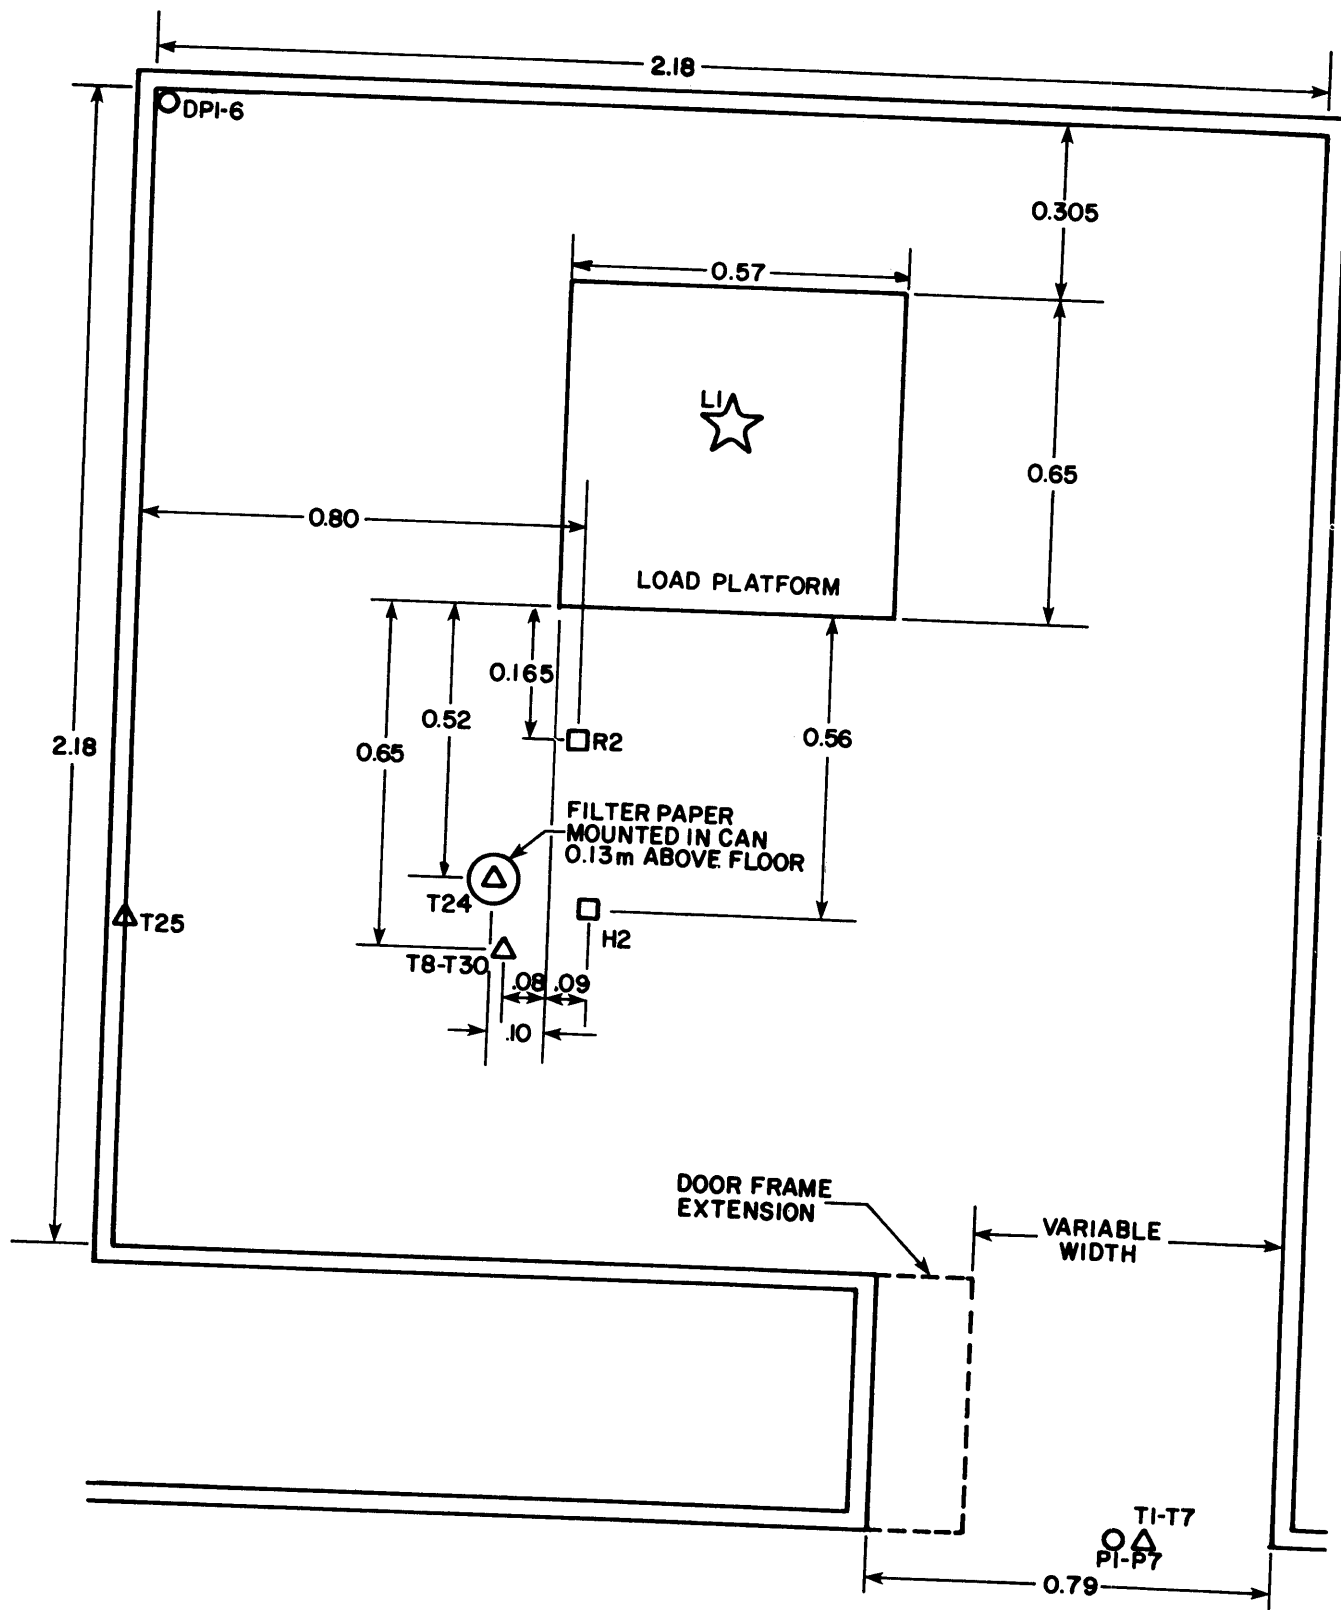 2.18
DP1-6
0.305
0.57
L1
0.65
0.80
LOAD PLATFORM
0.165
0.52
R2
0.56
2.18
0.65
FILTER PAPER
MOUNTED IN CAN
0.13m ABOVE FLOOR
T24
T25
H2
T8-T30
.08
.09
.10
DOOR FRAME
EXTENSION
VARIABLE
WIDTH
T1-T7
P1-P7
0.79